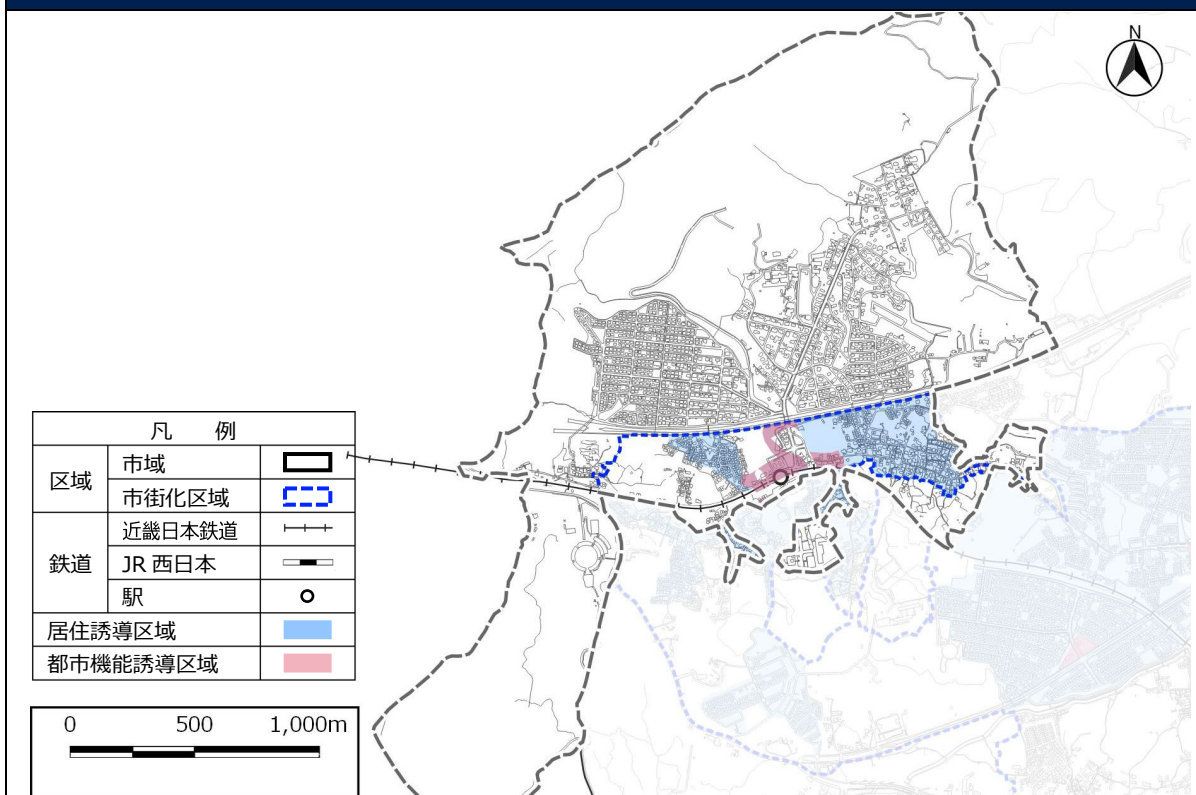 N
凡 例
区域
市域
市街化区域
鉄道
近畿日本鉄道
JR 西日本
駅
居住誘導区域
都市機能誘導区域
0 500 1,000m